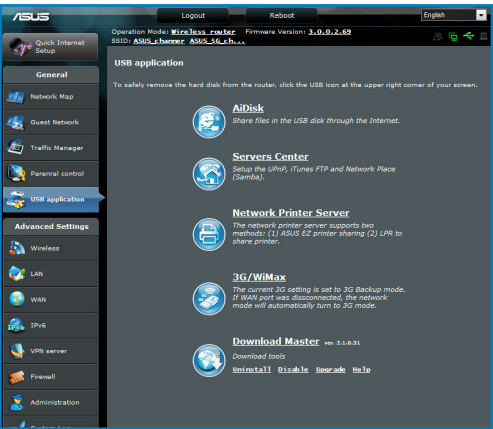 ASUS
Logout
Reboot
English
Operation Mode: Wireless router Firmware Version: 3.0.0.2.69
SSID: ASUS_channer ASUS_5G_ch...
Quick Internet
Setup
General
Network Map
Guest Network
Traffic Manager
Parenral control
USB application
Advanced Settings
Wireless
LAN
WAN
IPv6
VPN server
Firewall
Administration
USB application
To safely remove the hard disk from the router, click the USB icon at the upper right corner of your screen.
AiDisk
Share files in the USB disk through the Internet.
Servers Center
Setup the UPnP, iTunes FTP and Network Place
(Samba).
Network Printer Server
The network printer server supports two
methods: (1) ASUS EZ printer sharing (2) LPR to
share printer.
3G/WiMax
The current 3G setting is set to 3G Backup mode.
If WAN port was dissconnected, the network
mode will automatically turn to 3G mode.
Download Master ver. 2.1.0.31
Download tools
Uninstall Disable Upgrade Help